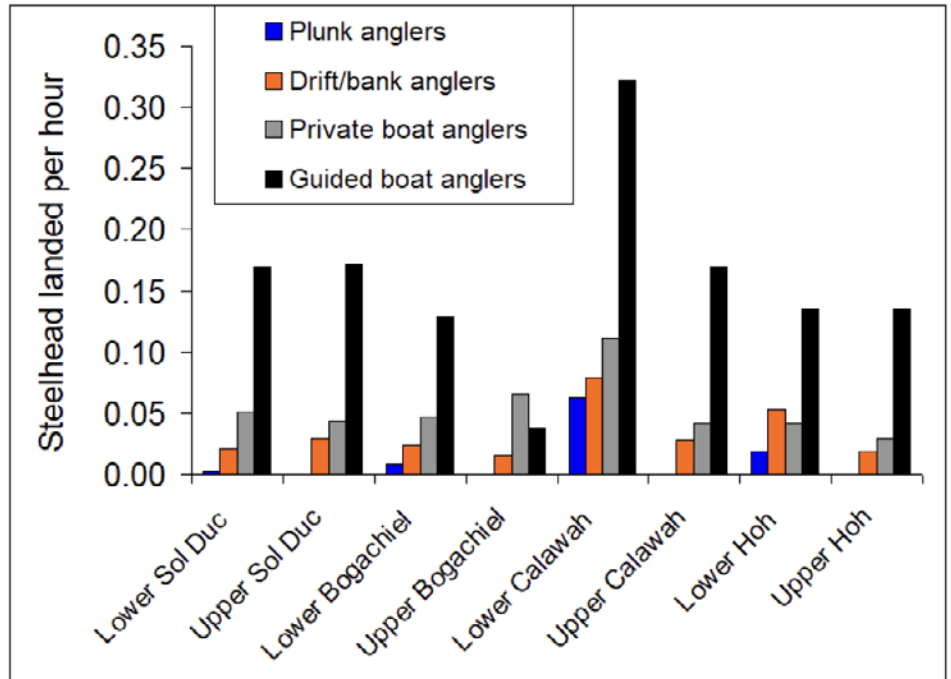 Plunk anglers
Drift/bank anglers
Private boat anglers
Guided boat anglers
Steelhead landed per hour
0.35
0.30
0.25
0.20
0.15
0.10
0.05
0.00
Lower Sol Duc
Upper Sol Duc
Lower Bogachiel
Upper Bogachiel
Lower Calawah
Upper Calawah
Lower Hoh
Upper Hoh